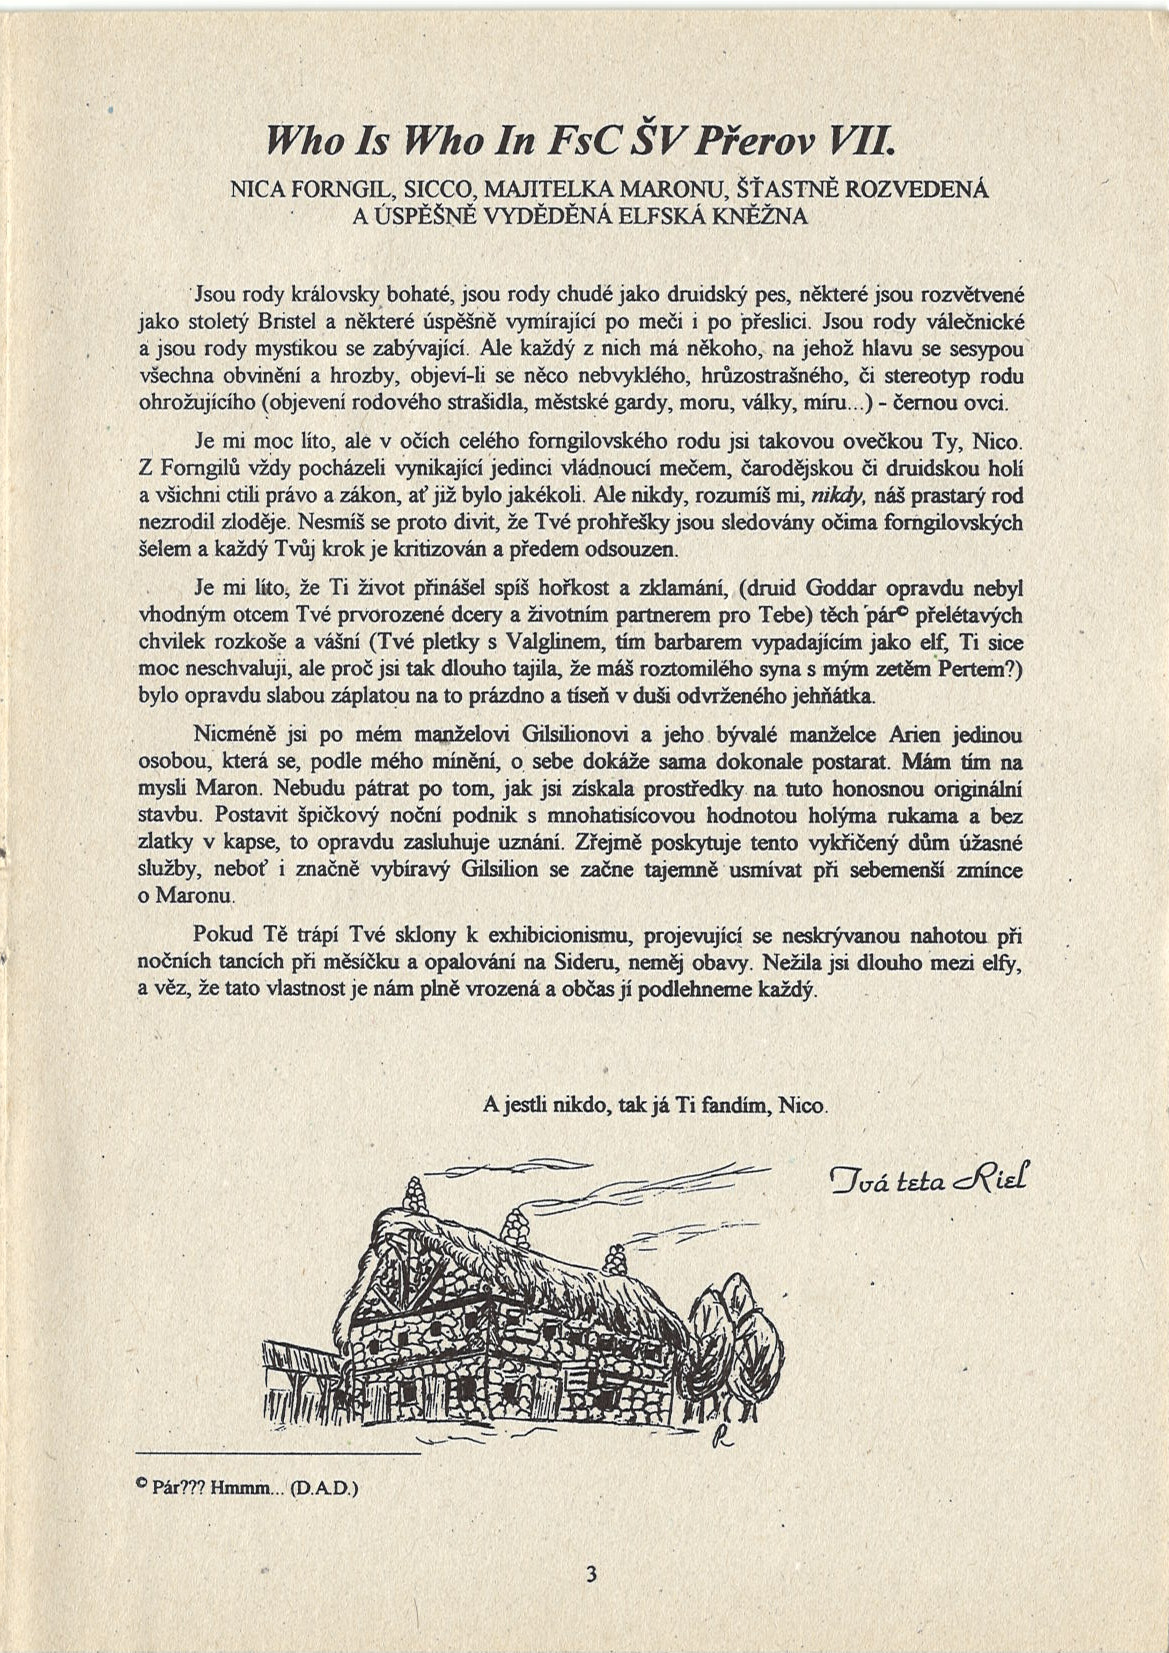 Who Is Who In FsC ŠV Přerov VII.
NICA FORNGIL, SICCO, MAJITELKA MARONU, ŠŤASTNĚ ROZVEDENÁ
A ÚSPĚŠNĚ VYDĚDĚNÁ ELFSKÁ KNĚŽNA
Jsou rody královsky bohaté, jsou rody chudé jako druidský pes, některé jsou rozvětvené
jako stoletý Bristel a některé úspěšně vymírající po meči i po přeslici. Jsou rody válečnické
a jsou rody mystikou se zabývající. Ale každý z nich má někoho, na jehož hlavu se sesypou
všechna obvinění a hrozby, objeví-li se něco nebvyklého, hrůzostrašného, či stereotyp rodu
ohrožujícího (objevení rodového strašidla, městské gardy, moru, války, míru...) - černou ovci.
Je mi moc líto, ale v očích celého forngilovského rodu jsi takovou ovečkou Ty, Nico.
Z Forngilů vždy pocházeli vynikající jedinci vládnoucí mečem, čarodějskou či druidskou holí
a všichni ctili právo a zákon, ať již bylo jakékoli. Ale nikdy, rozumíš mi, nikdy, náš prastarý rod
nezrodil zloděje. Nesmíš se proto divit, že Tvé prohřešky jsou sledovány očima forngilovských
šelem a každý Tvůj krok je kritizován a předem odsouzen.
Je mi líto, že Ti život přinášel spíš hořkost a zklamání, (druid Goddar opravdu nebyl
vhodným otcem Tvé prvorozené dcery a životním partnerem pro Tebe) těch pár© přelétavých
chvilek rozkoše a vášní (Tvé pletky s Valglinem, tím barbarem vypadajícím jako elf, Ti sice
moc neschvaluji, ale proč jsi tak dlouho tajila, že máš roztomilého syna s mým zetěm Pertem?)
bylo opravdu slabou záplatou na to prázdno a tíseň v duši odvrženého jehňátka.
Nicméně jsi po mém manželovi Gilsilionovi a jeho bývalé manželce Arien jedinou
osobou, která se, podle mého mínění, o sebe dokáže sama dokonale postarat. Mám tím na
mysli Maron. Nebudu pátrat po tom, jak jsi získala prostředky na tuto honosnou originální
stavbu. Postavit špičkový noční podnik s mnohatisícovou hodnotou holýma rukama a bez
zlatky v kapse, to opravdu zasluhuje uznání. Zřejmě poskytuje tento vykřičený dům úžasné
služby, neboť i značně vybíravý Gilsilion se začne tajemně usmívat při sebemenší zmínce
o Maronu.
Pokud Tě trápí Tvé sklony k exhibicionismu, projevující se neskrývanou nahotou při
nočních tancích při měsíčku a opalování na Sideru, neměj obavy. Nežila jsi dlouho mezi elfy,
a věz, že tato vlastnost je nám plně vrozená a občas jí podlehneme každý.
A jestli nikdo, tak já Ti fandím, Nico.
Tvá teta Riel
© Pár??? Hmmm... (D.A.D.)
3